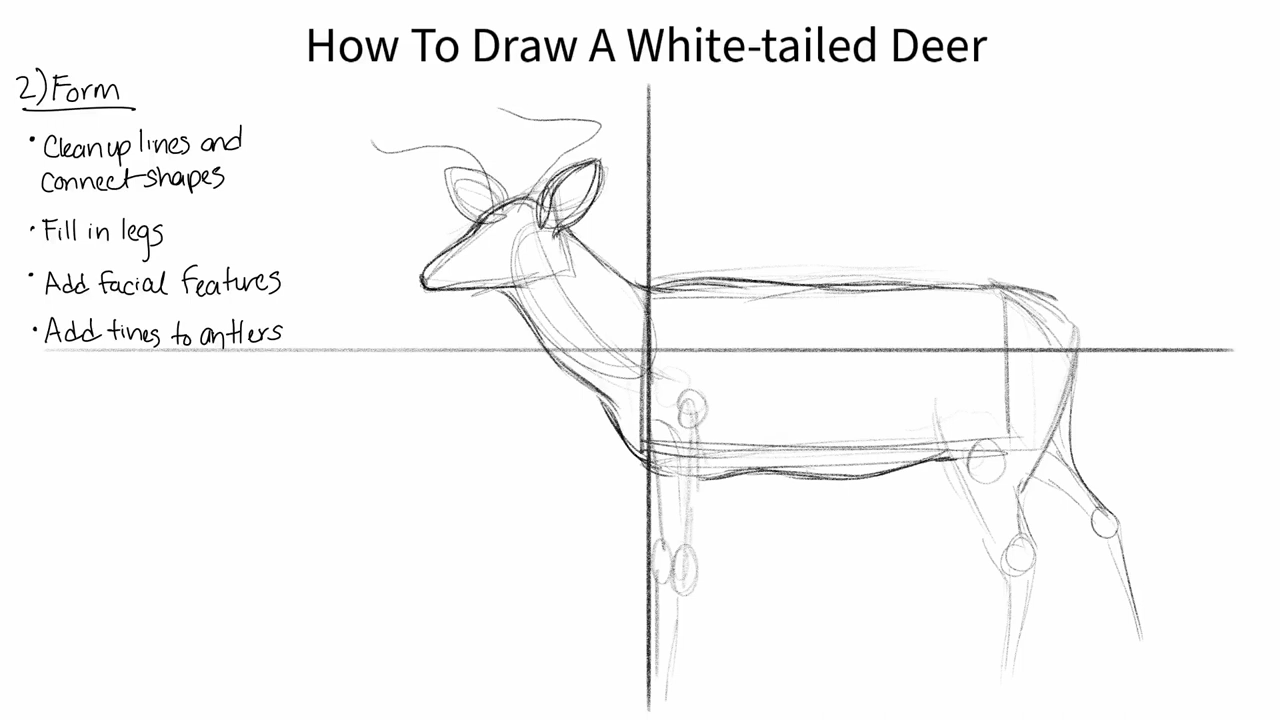 How To Draw A White-tailed Deer
2) Form
• Clean up lines and
connect shapes
• Fill in legs
• Add facial features
• Add tines to antlers